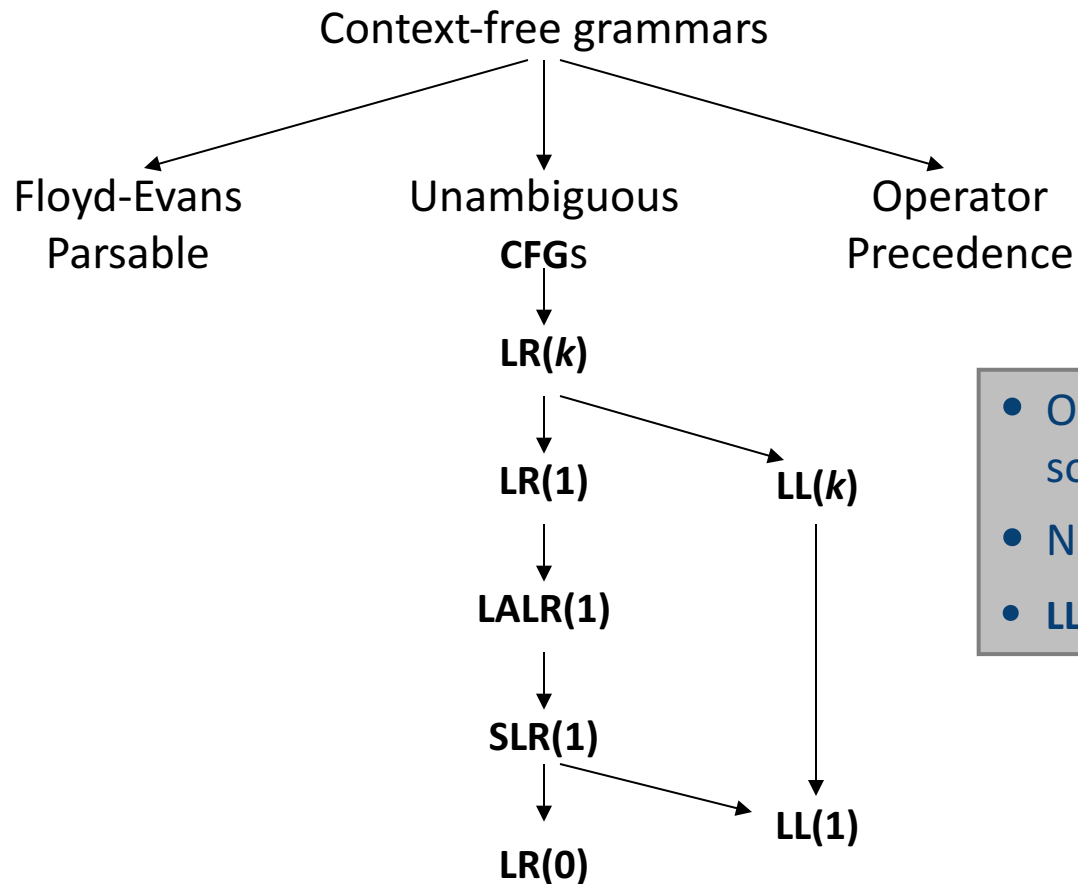 Context-free grammars
Floyd-Evans
Parsable
Unambiguous
CFGs
Operator
Precedence
LR(k)
LR(1)
LL(k)
LALR(1)
SLR(1)
LL(1)
LR(0)
• 
• 
• LL